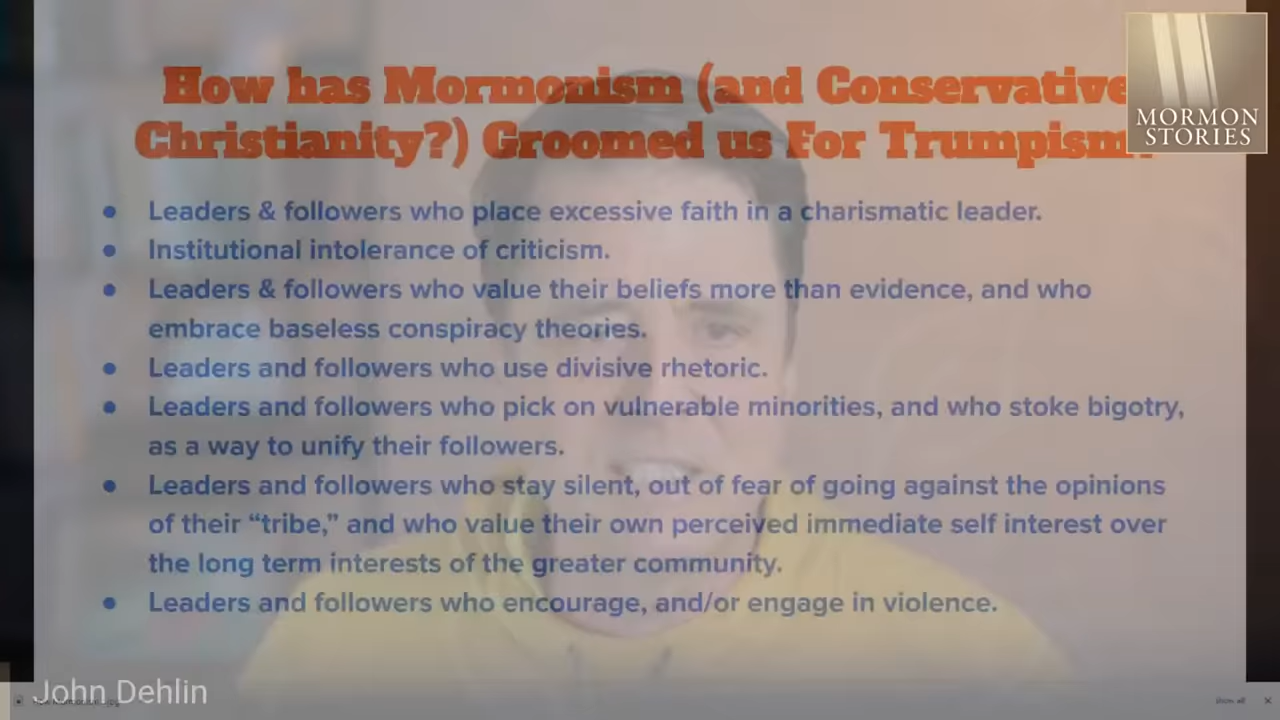 How has Mormonism (and Conservative
Christianity?) Groomed us For Trumpism?
MORMON
STORIES
• Leaders & followers who place excessive faith in a charismatic leader.
• Institutional intolerance of criticism.
• Leaders & followers who value their beliefs more than evidence, and who
embrace baseless conspiracy theories.
• Leaders and followers who use divisive rhetoric.
• Leaders and followers who pick on vulnerable minorities, and who stoke bigotry,
as a way to unify their followers.
• Leaders and followers who stay silent, out of fear of going against the opinions
of their “tribe,” and who value their own perceived immediate self interest over
the long term interests of the greater community.
• Leaders and followers who encourage, and/or engage in violence.
John Dehlin
Show all